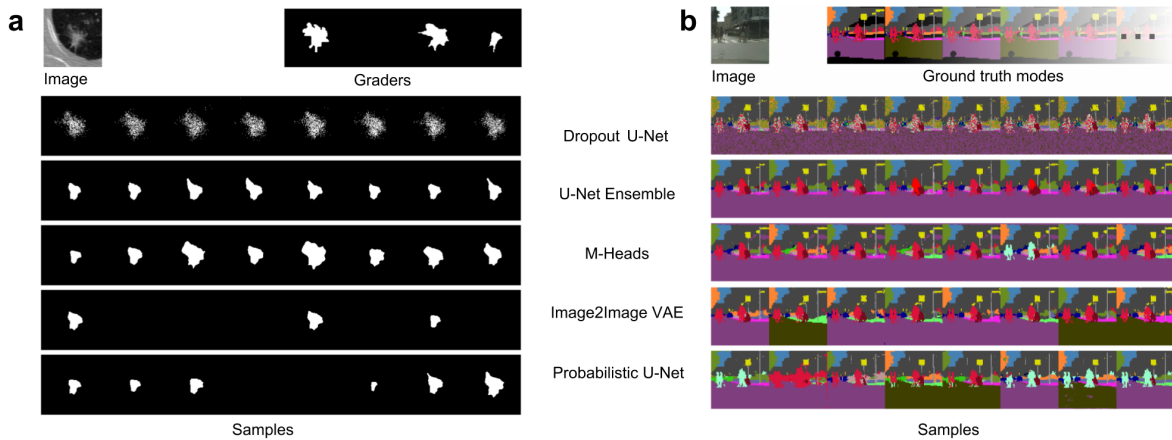 a
Image
Graders
b
Image
Ground truth modes
Dropout U-Net
U-Net Ensemble
M-Heads
Image2Image VAE
Probabilistic U-Net
Samples
Samples